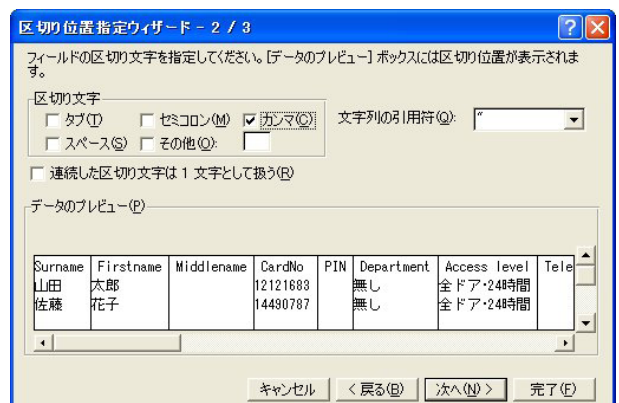 区切り位置指定ウィザード - 2 / 3
フィールドの区切り文字を指定してください。[データのプレビュー] ボックスには区切り位置が表示されま
す。
区切り文字
タブ(T) セミコロン(M) カンマ(C) 文字列の引用符(Q): "
スペース(S) その他(O):
連続した区切り文字は 1 文字として扱う(R)
データのプレビュー(P)
Surname Firstname Middlename CardNo PIN Department Access level Tele
山田 太郎 12121683 無し 全ドア・24時間
佐藤 花子 14490787 無し 全ドア・24時間
キャンセル < 戻る(B) 次へ(N) > 完了(F)